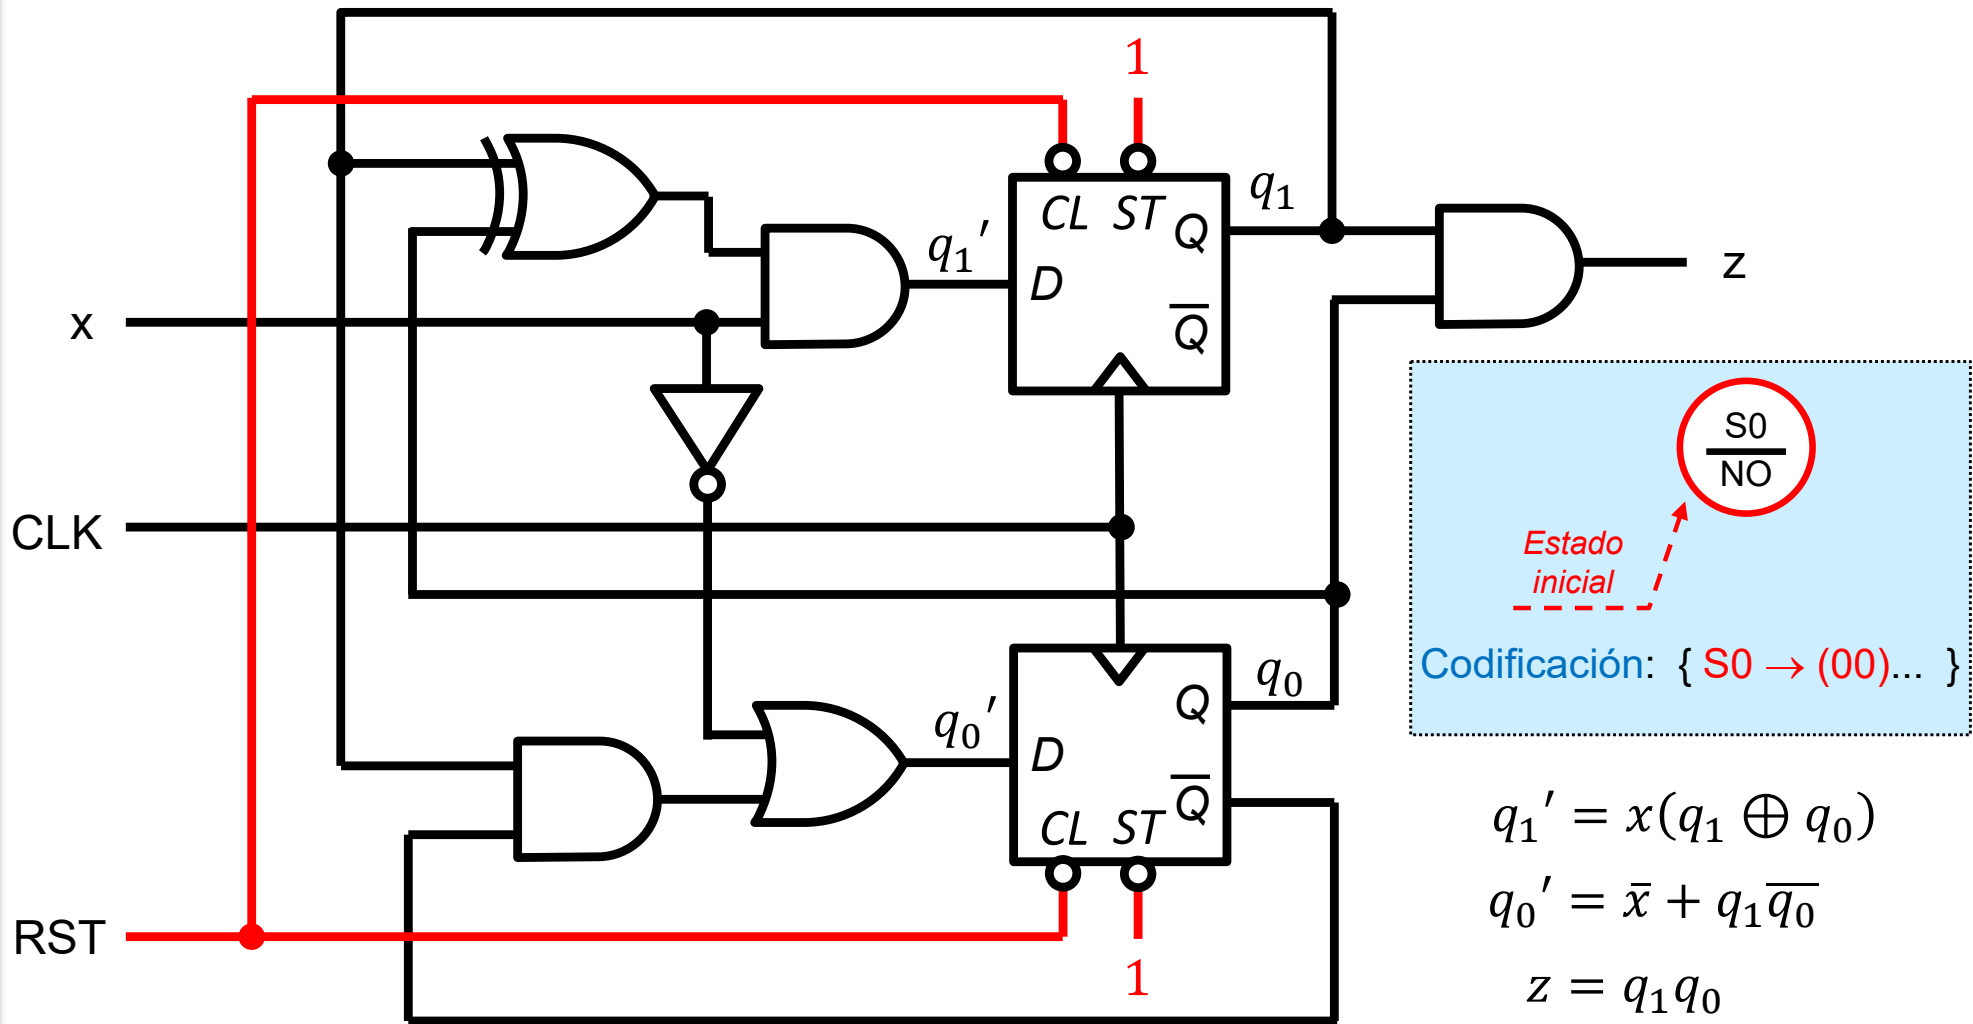 1
q₁
CL ST Q
q₁′
D
z
x
Q̅
S0
NO
CLK
Estado
inicial
q₀
Codificación: { S0 → (00)... }
Q
q₀′
D
Q̅
q₁′ = x(q₁ ⊕ q₀)
CL ST
q₀′ = x̅ + q₁q̅₀̅
RST
1
z = q₁q₀